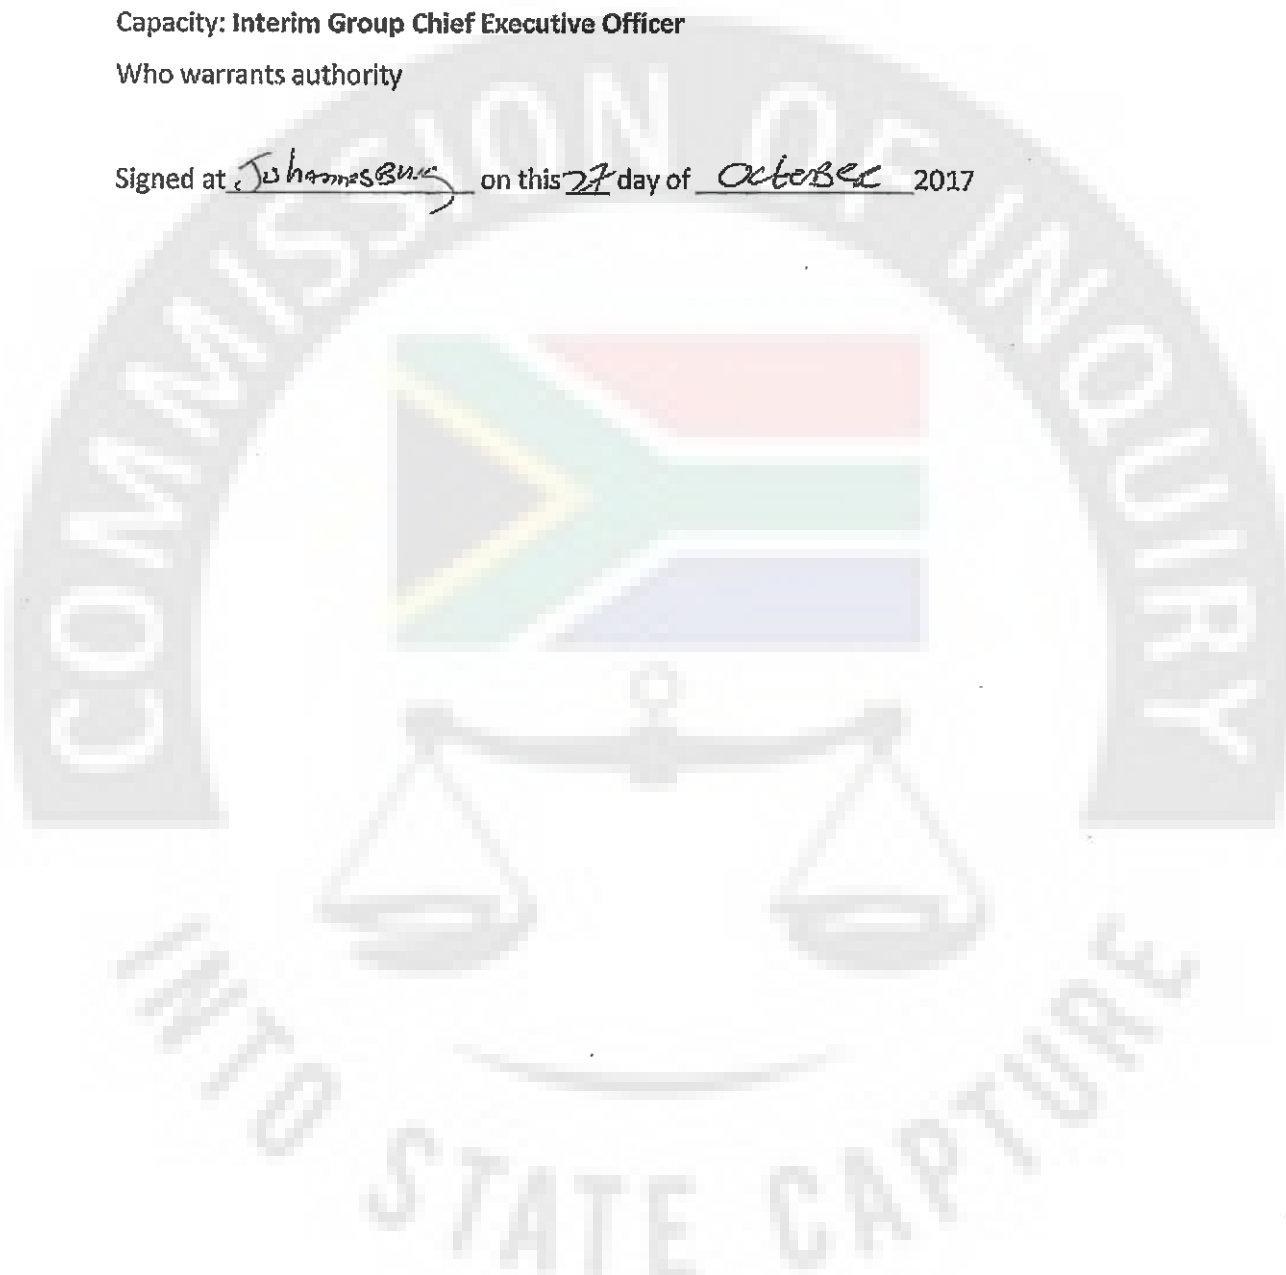 Capacity: Interim Group Chief Executive Officer
Who warrants authority
Signed at Johannesburg on this 27 day of October 2017
COMMISSION OF INQUIRY
INTO STATE CAPTURE